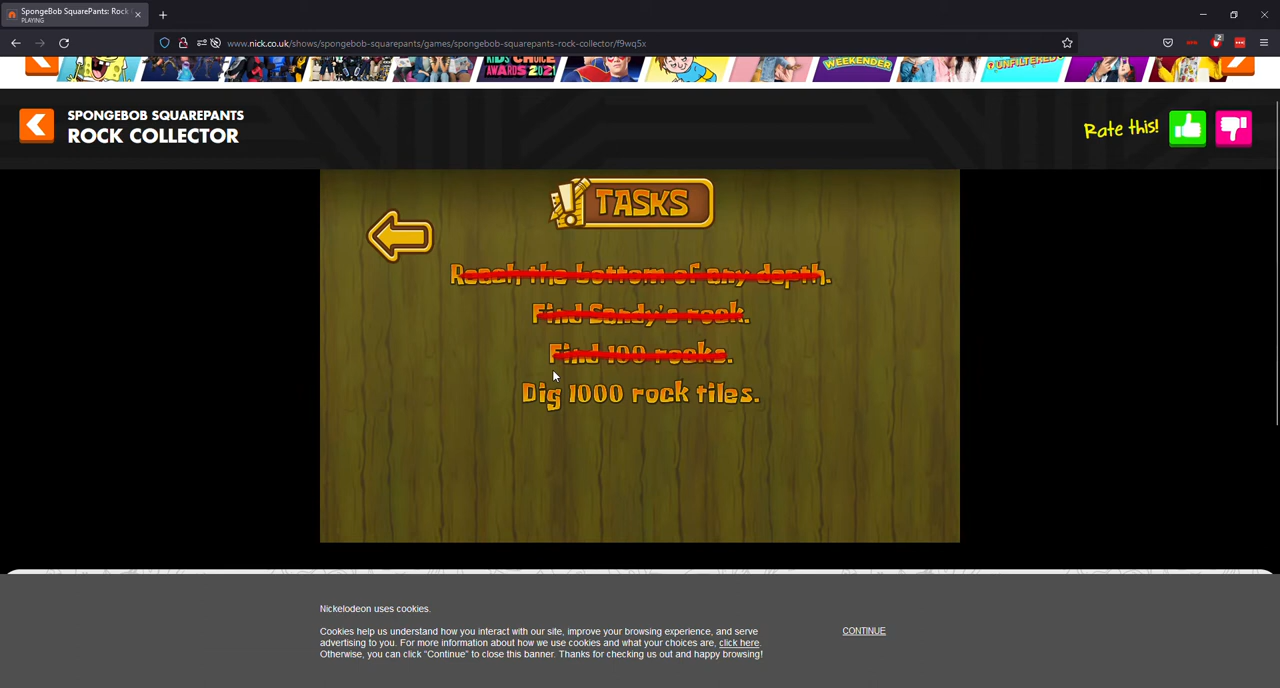 SpongeBob SquarePants: Rock
PLAYING
www.nick.co.uk/shows/spongebob-squarepants/games/spongebob-squarepants-rock-collector/f9wq5x
2
KIDS CHOICE
AWARDS 2021
WEEKENDER
UNFILTERED
SPONGEBOB SQUAREPANTS
ROCK COLLECTOR
Rate this!
TASKS
Reach the bottom of any depth.
Find Sandy's rock.
Find 100 rocks.
Dig 1000 rock tiles.
Nickelodeon uses cookies.
Cookies help us understand how you interact with our site, improve your browsing experience, and serve
advertising to you. For more information about how we use cookies and what your choices are, click here.
Otherwise, you can click “Continue” to close this banner. Thanks for checking us out and happy browsing!
CONTINUE